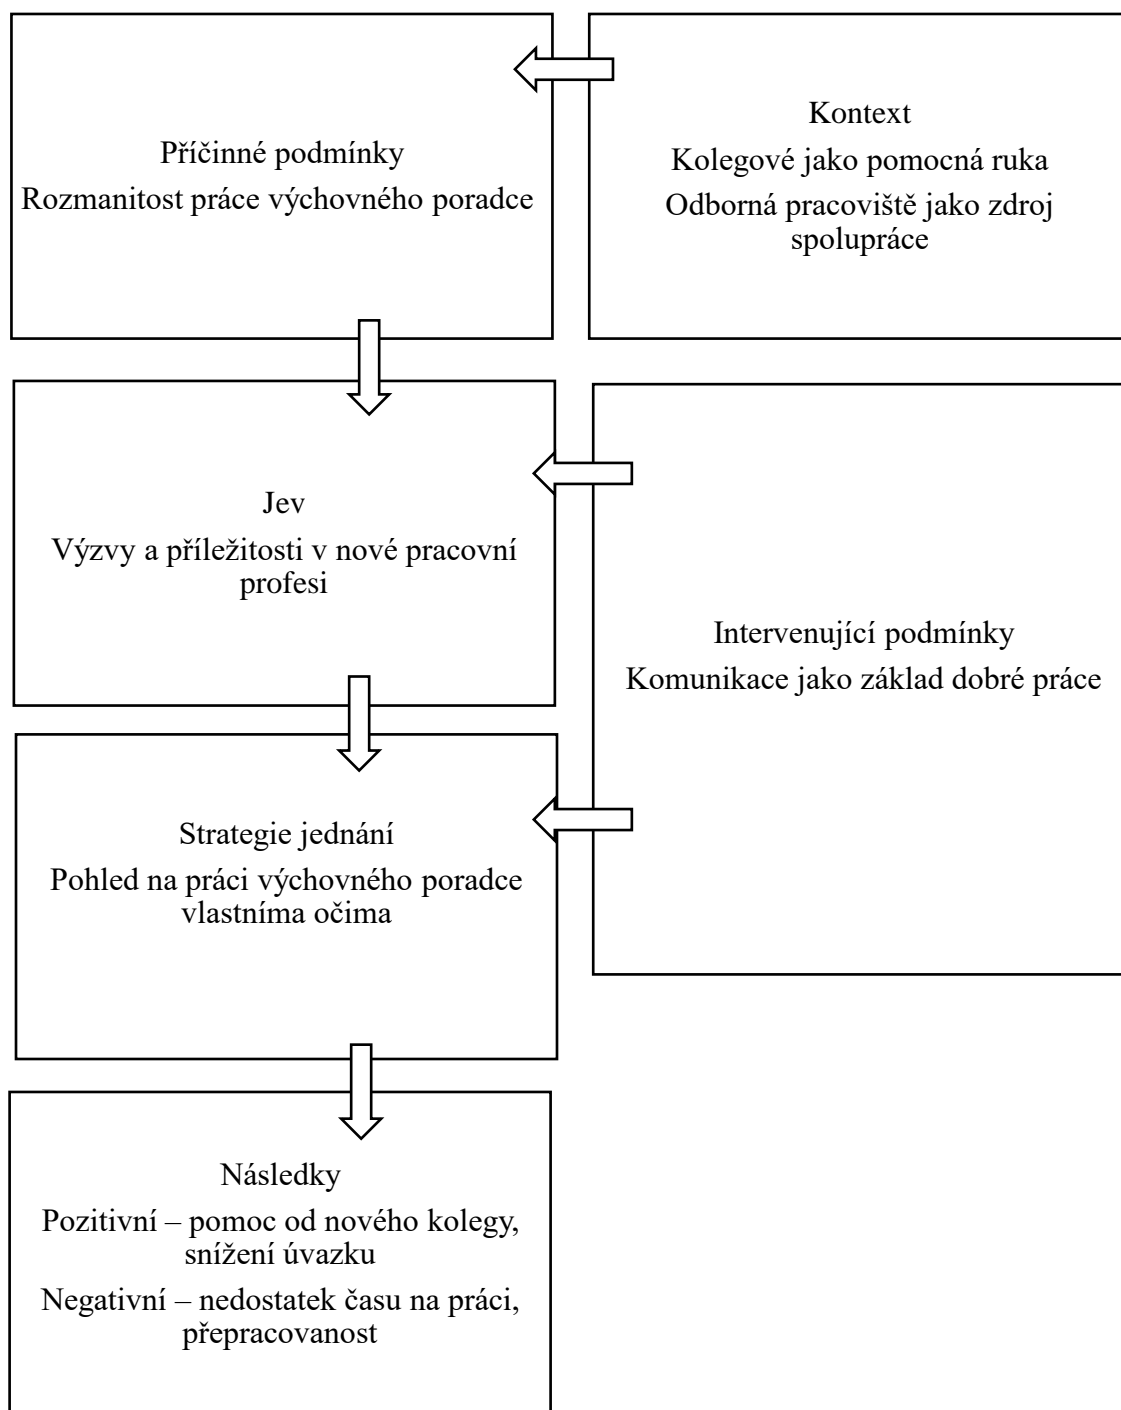 Příčinné podmínky
Rozmanitost práce výchovného poradce
Kontext
Kolegové jako pomocná ruka
Odborná pracoviště jako zdroj
spolupráce
Jev
Výzvy a příležitosti v nové pracovní
profesi
Intervenující podmínky
Komunikace jako základ dobré práce
Strategie jednání
Pohled na práci výchovného poradce
vlastníma očima
Následky
Pozitivní – pomoc od nového kolegy,
snížení úvazku
Negativní – nedostatek času na práci,
přepracovanost